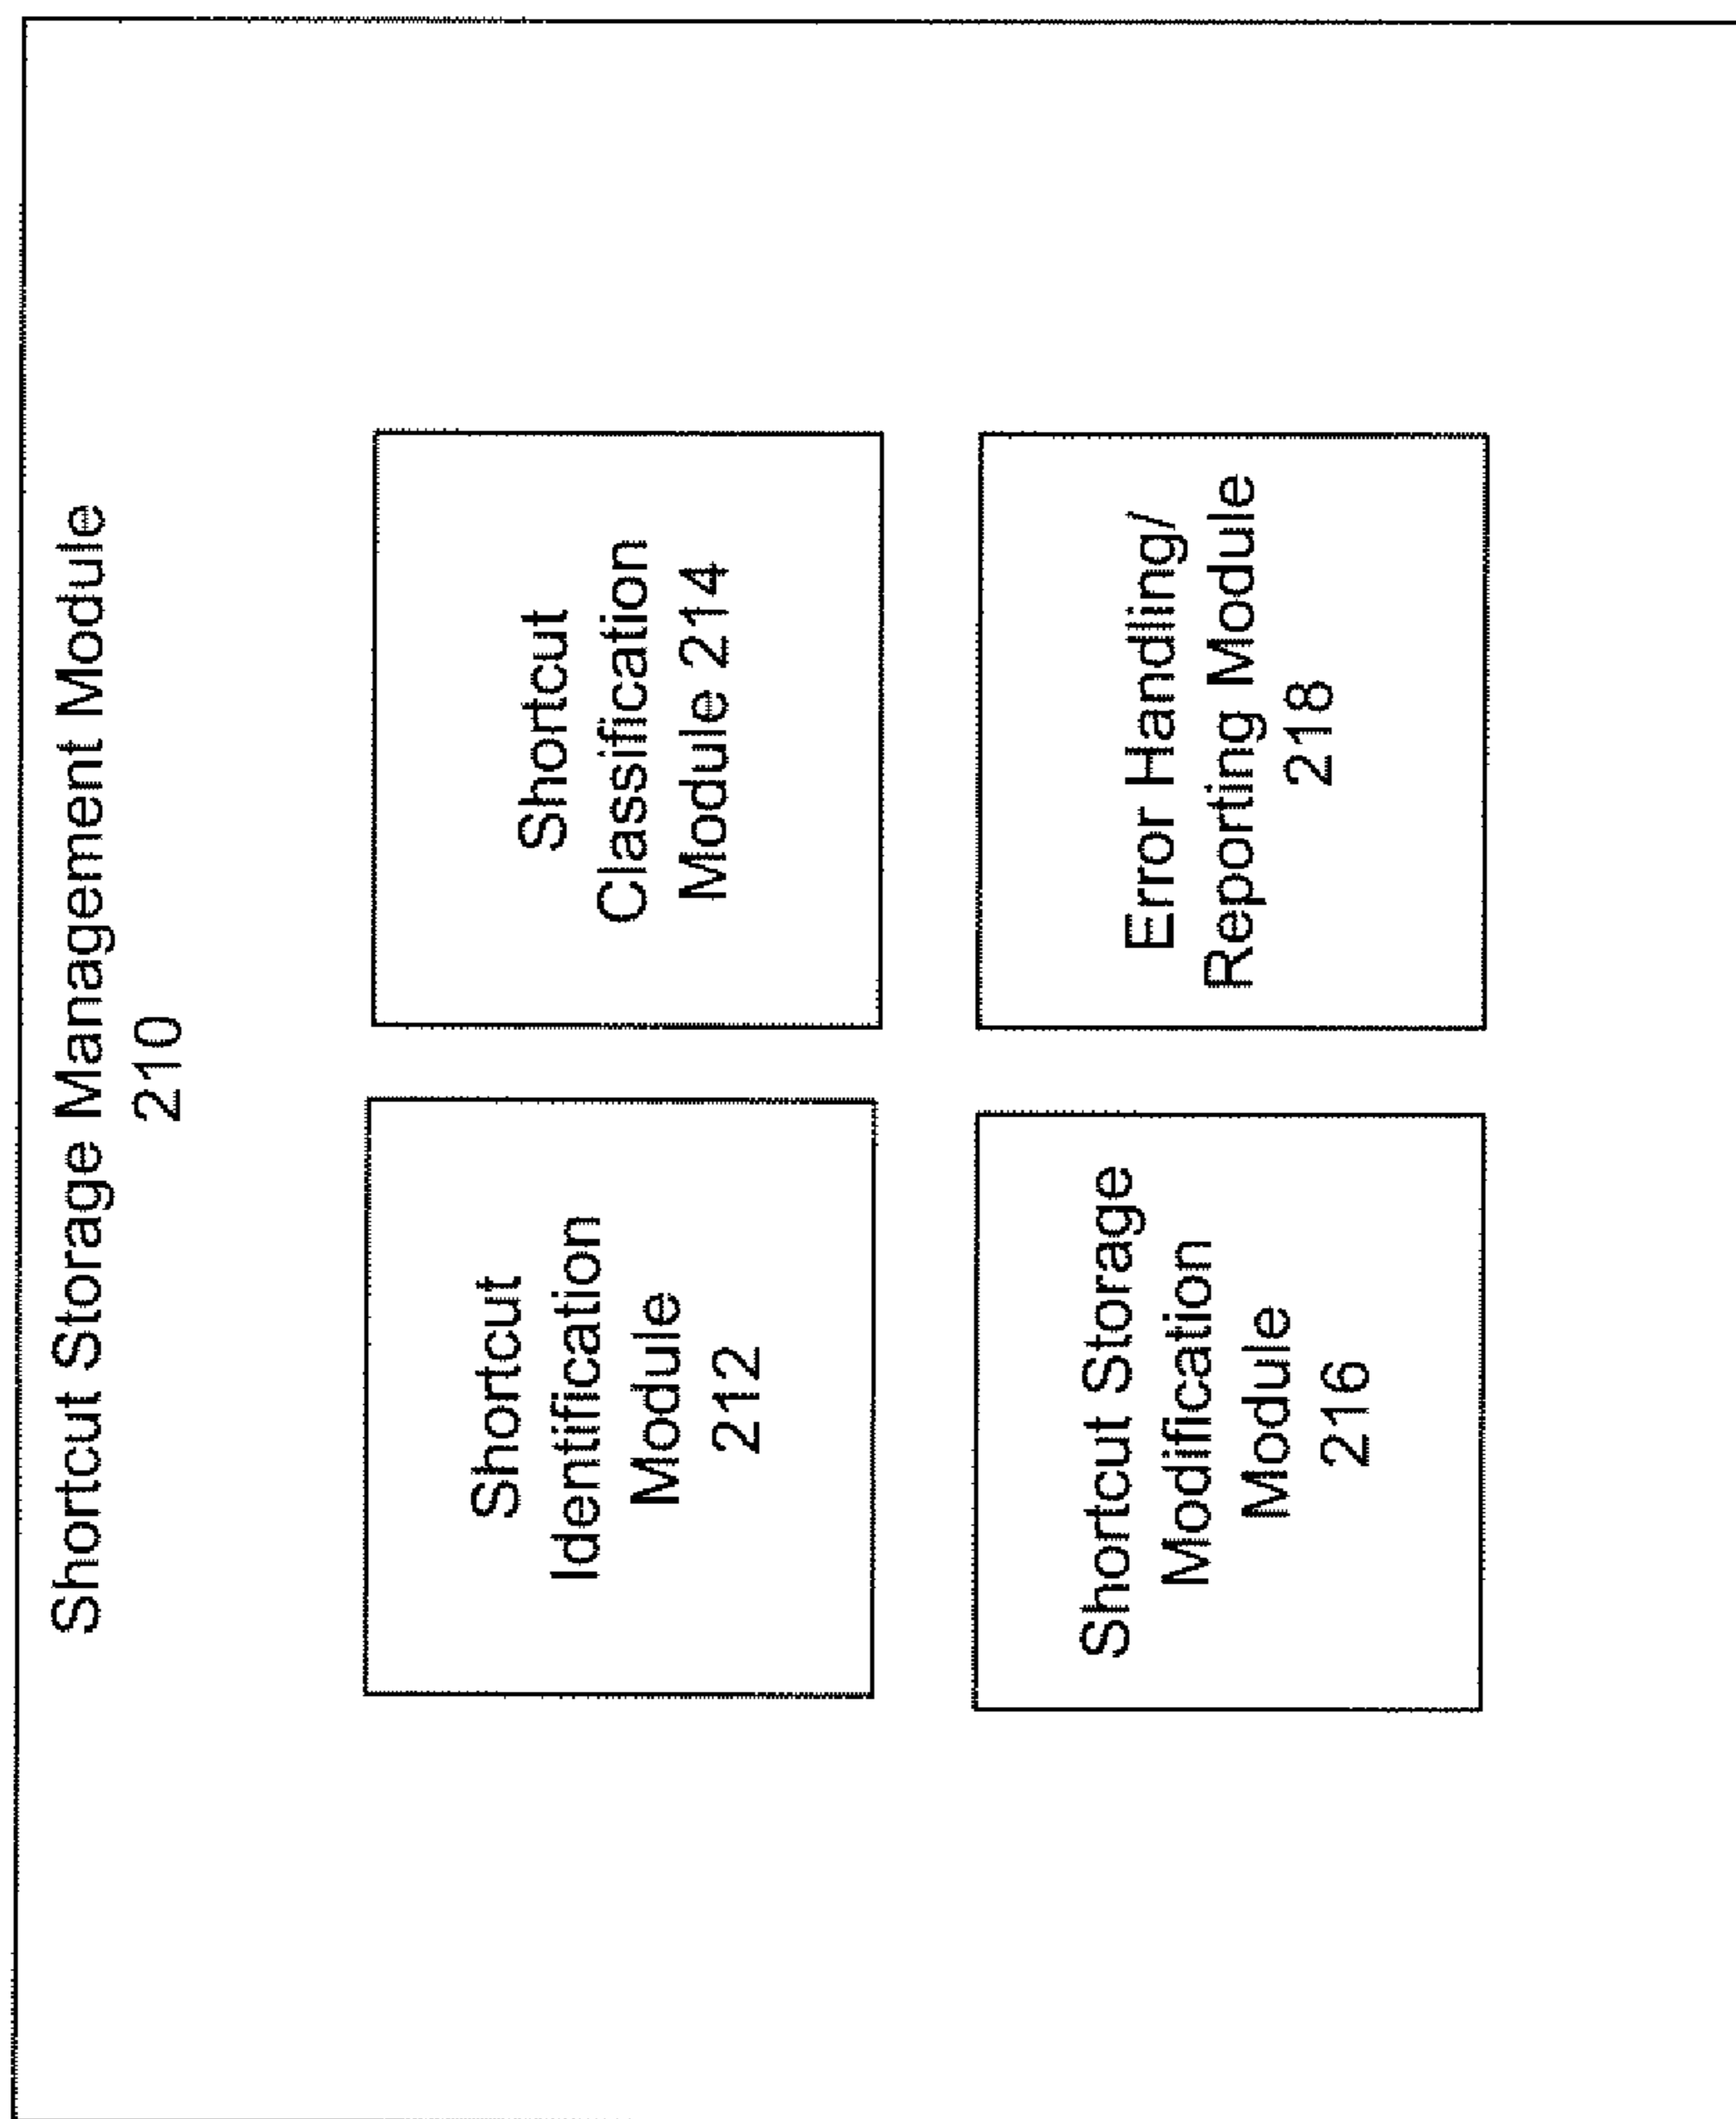 Shortcut Storage Management Module
210
Shortcut
Identification
Module
212
Shortcut
Classification
Module 214
Shortcut Storage
Modification
Module
216
Error Handling/
Reporting Module
218